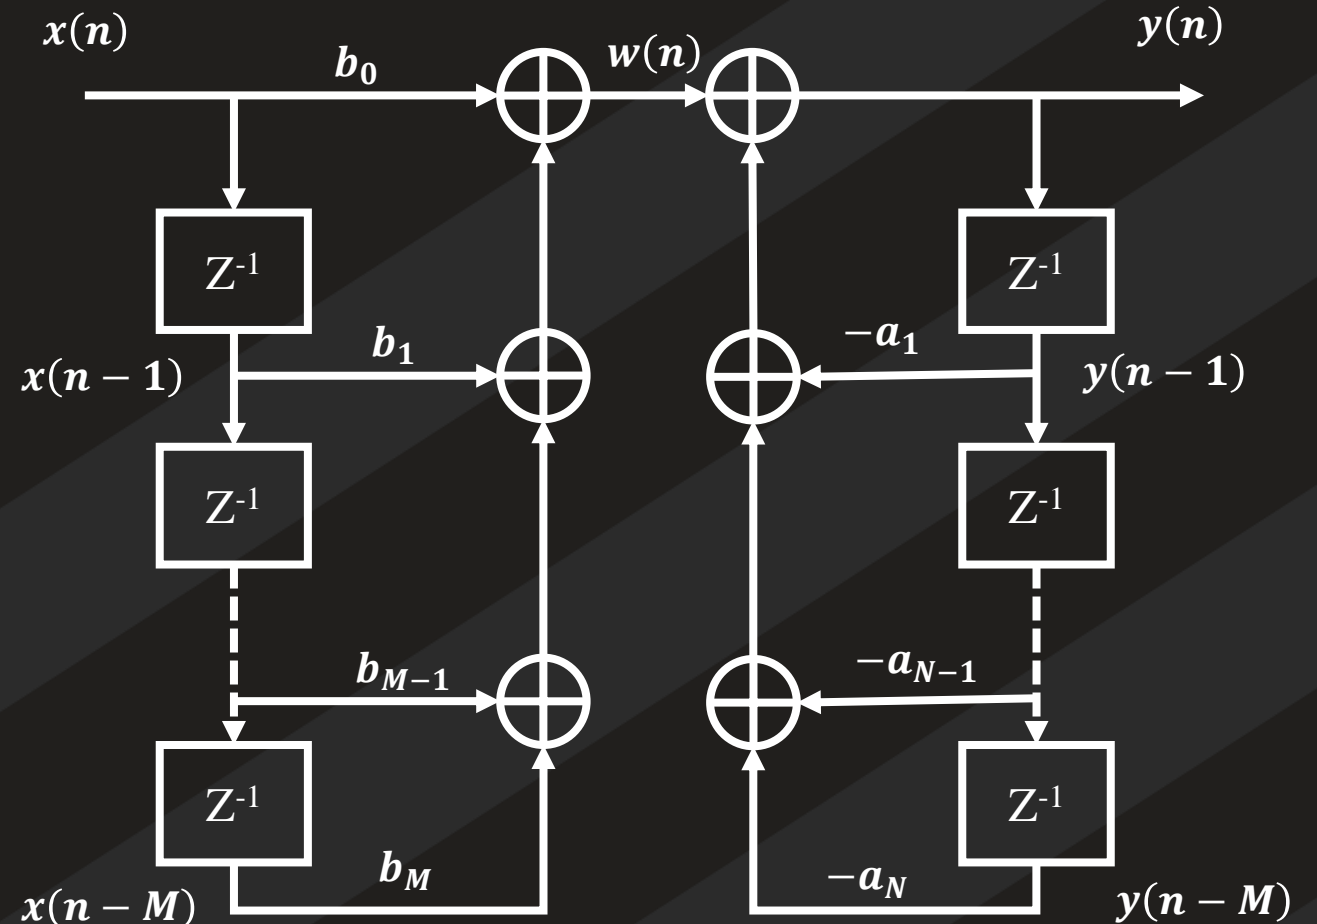 x(n)
y(n)
b₀
w(n)
Z⁻¹
Z⁻¹
b₁
−a₁
x(n − 1)
y(n − 1)
Z⁻¹
Z⁻¹
b_{M−1}
−a_{N−1}
Z⁻¹
Z⁻¹
b_M
−a_N
x(n − M)
y(n − M)